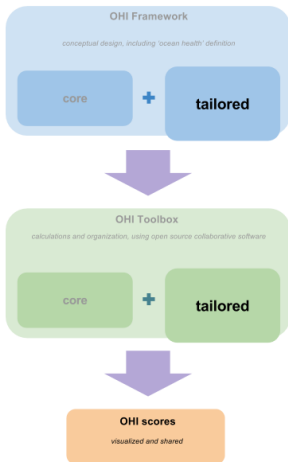 OHI Framework
conceptual design, including 'ocean health' definition
core + tailored
OHI Toolbox
calculations and organization, using open source collaborative software
core + tailored
OHI scores
visualized and shared